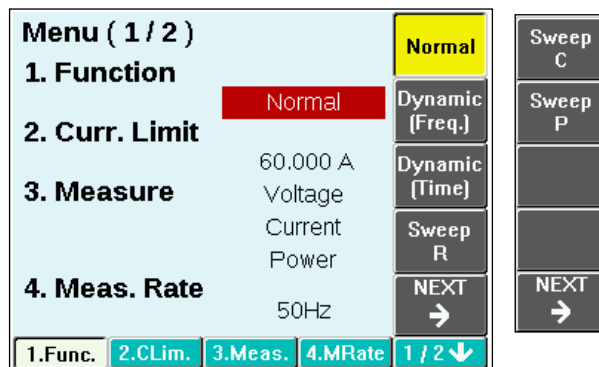 Menu ( 1 / 2 )
1. Function
Normal
2. Curr. Limit
60.000 A
3. Measure
Voltage
Current
Power
4. Meas. Rate
50Hz
Normal
Dynamic
(Freq.)
Dynamic
(Time)
Sweep
R
NEXT
→
1.Func. 2.CLim. 3.Meas. 4.MRate 1 / 2 ↓
Sweep
C
Sweep
P
NEXT
→